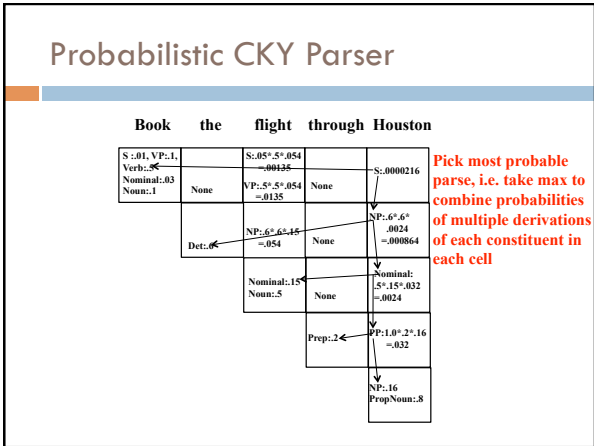 Probabilistic CKY Parser
Book the flight through Houston
S :.01, VP:.1,
Verb:.5
Nominal:.03
Noun:.1
None
S:.05*.5*.054
=.00135
VP:.5*.5*.054
=.0135
None
S:.0000216
Pick most probable
parse, i.e. take max to
combine probabilities
of multiple derivations
of each constituent in
each cell
Det:.6
NP:.6*.6*.15
=.054
None
NP:.6*.6*
.0024
=.000864
Nominal:.15
Noun:.5
None
Nominal:
.5*.15*.032
=.0024
Prep:.2
PP:1.0*.2*.16
=.032
NP:.16
PropNoun:.8